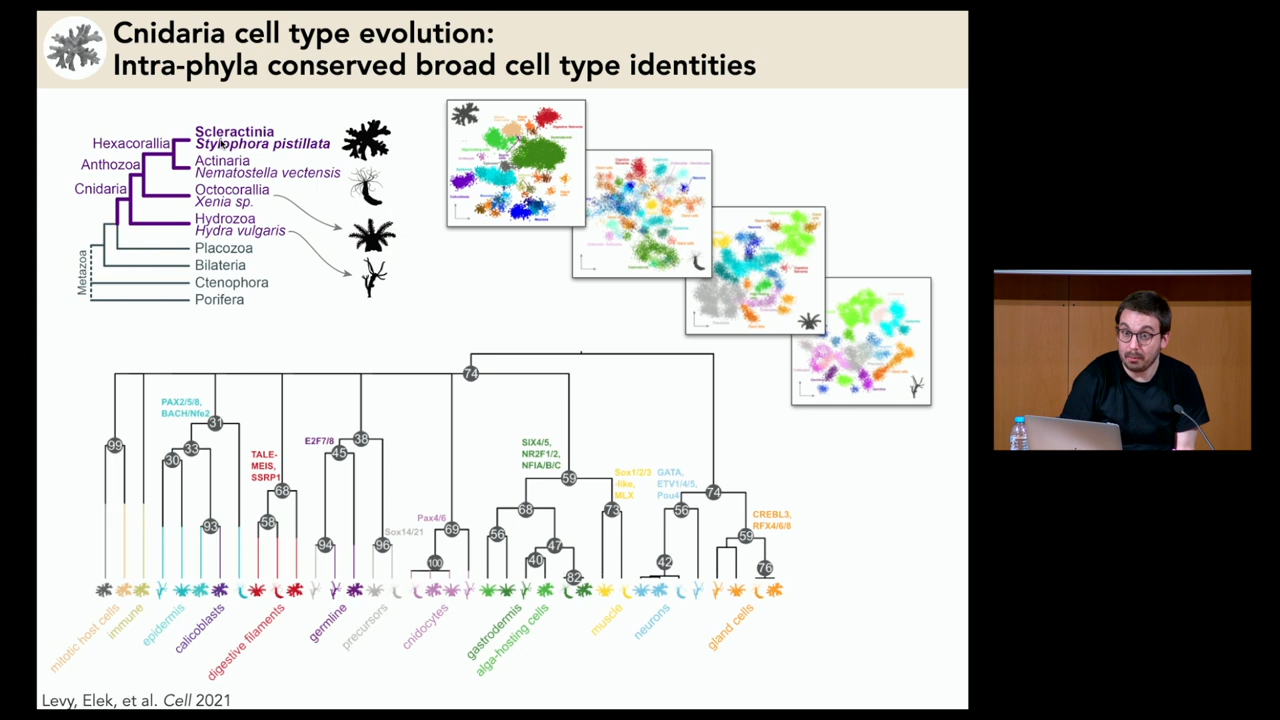 Cnidaria cell type evolution:
Intra-phyla conserved broad cell type identities
Scleractinia
Stylophora pistillata
Hexacorallia
Actinaria
Nematostella vectensis
Anthozoa
Octocorallia
Xenia sp.
Cnidaria
Hydrozoa
Hydra vulgaris
Placozoa
Bilateria
Ctenophora
Porifera
Metazoa
74
PAX2/5/8,
BACH/Nfe2
31
99
33
30
93
TALE-
MEIS,
SSRP1
68
58
E2F7/8
38
45
94
Sox14/21
96
Pax4/6
69
100
SIX4/5,
NR2F1/2,
NFIA/B/C
59
68
56
47
40
82
Sox1/2/3
-like,
MLX
73
GATA,
ETV1/4/5,
Pou4
74
56
42
CREBL3,
RFX4/6/8
59
76
mitotic host cells
immune
epidermis
calicoblasts
digestive filaments
germline
precursors
cnidocytes
gastrodermis
alga-hosting cells
muscle
neurons
gland cells
Levy, Elek, et al. Cell 2021